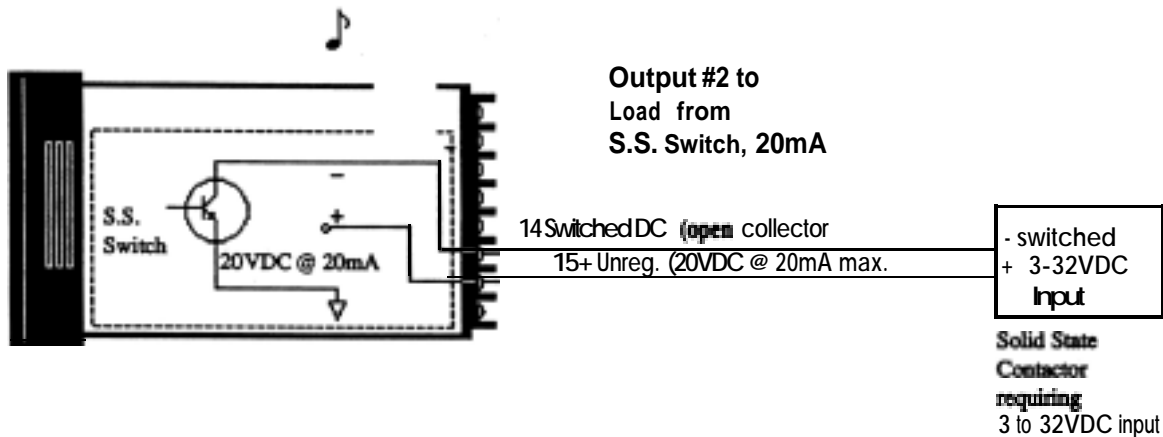 ♪
Output #2 to
Load from
S.S. Switch, 20mA
S.S.
Switch
-
+
20VDC @ 20mA
14 Switched DC (open collector
15+ Unreg. (20VDC @ 20mA max.
- switched
+ 3-32VDC
Input
Solid State
Contactor
requiring
3 to 32VDC input